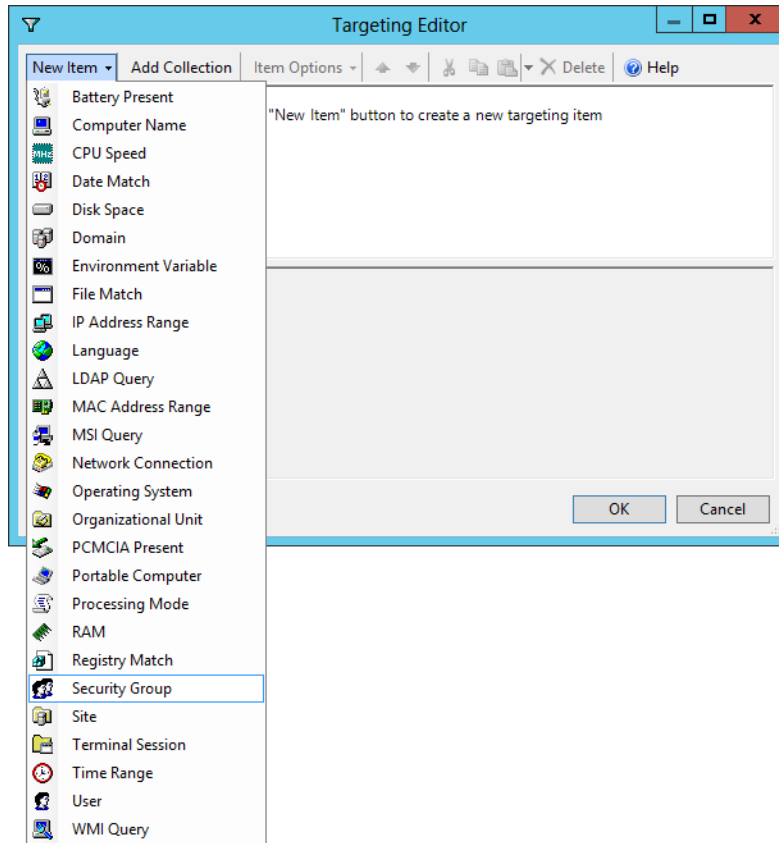 Targeting Editor
New Item Add Collection Item Options Delete Help
"New Item" button to create a new targeting item
Battery Present
Computer Name
CPU Speed
Date Match
Disk Space
Domain
Environment Variable
File Match
IP Address Range
Language
LDAP Query
MAC Address Range
MSI Query
Network Connection
Operating System
Organizational Unit
PCMCIA Present
Portable Computer
Processing Mode
RAM
Registry Match
Security Group
Site
Terminal Session
Time Range
User
WMI Query
OK Cancel